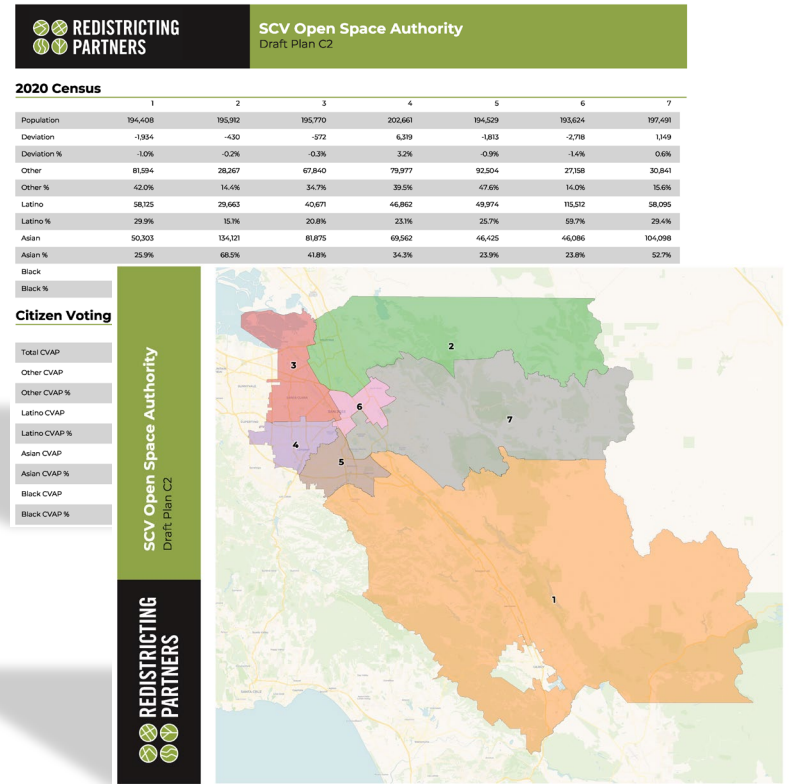 REDISTRICTING
PARTNERS
SCV Open Space Authority
Draft Plan C2
2020 Census
1 2 3 4 5 6 7
Population 194,408 195,912 195,770 202,661 194,529 193,624 197,491
Deviation -1,934 -430 -572 6,319 -1,813 -2,718 1,149
Deviation % -1.0% -0.2% -0.3% 3.2% -0.9% -1.4% 0.6%
Other 81,594 28,267 67,840 79,977 92,504 27,158 30,841
Other % 42.0% 14.4% 34.7% 39.5% 47.6% 14.0% 15.6%
Latino 58,125 29,663 40,671 46,862 49,974 115,512 58,095
Latino % 29.9% 15.1% 20.8% 23.1% 25.7% 59.7% 29.4%
Asian 50,303 134,121 81,875 69,562 46,425 46,086 104,098
Asian % 25.9% 68.5% 41.8% 34.3% 23.9% 23.8% 52.7%
Black
Black %
Citizen Voting
Total CVAP
Other CVAP
Other CVAP %
Latino CVAP
Latino CVAP %
Asian CVAP
Asian CVAP %
Black CVAP
Black CVAP %
SCV Open Space Authority
Draft Plan C2
REDISTRICTING
PARTNERS
2
3
6
7
4
5
1